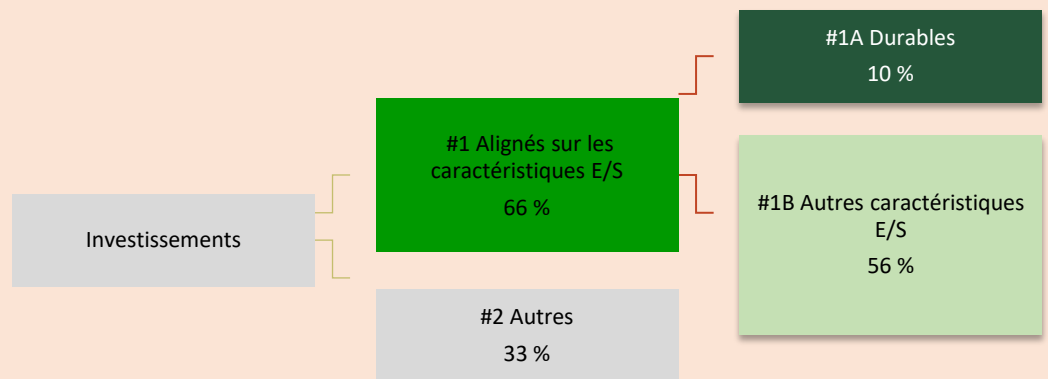 Investissements
#1 Alignés sur les
caractéristiques E/S
66 %
#2 Autres
33 %
#1A Durables
10 %
#1B Autres caractéristiques
E/S
56 %